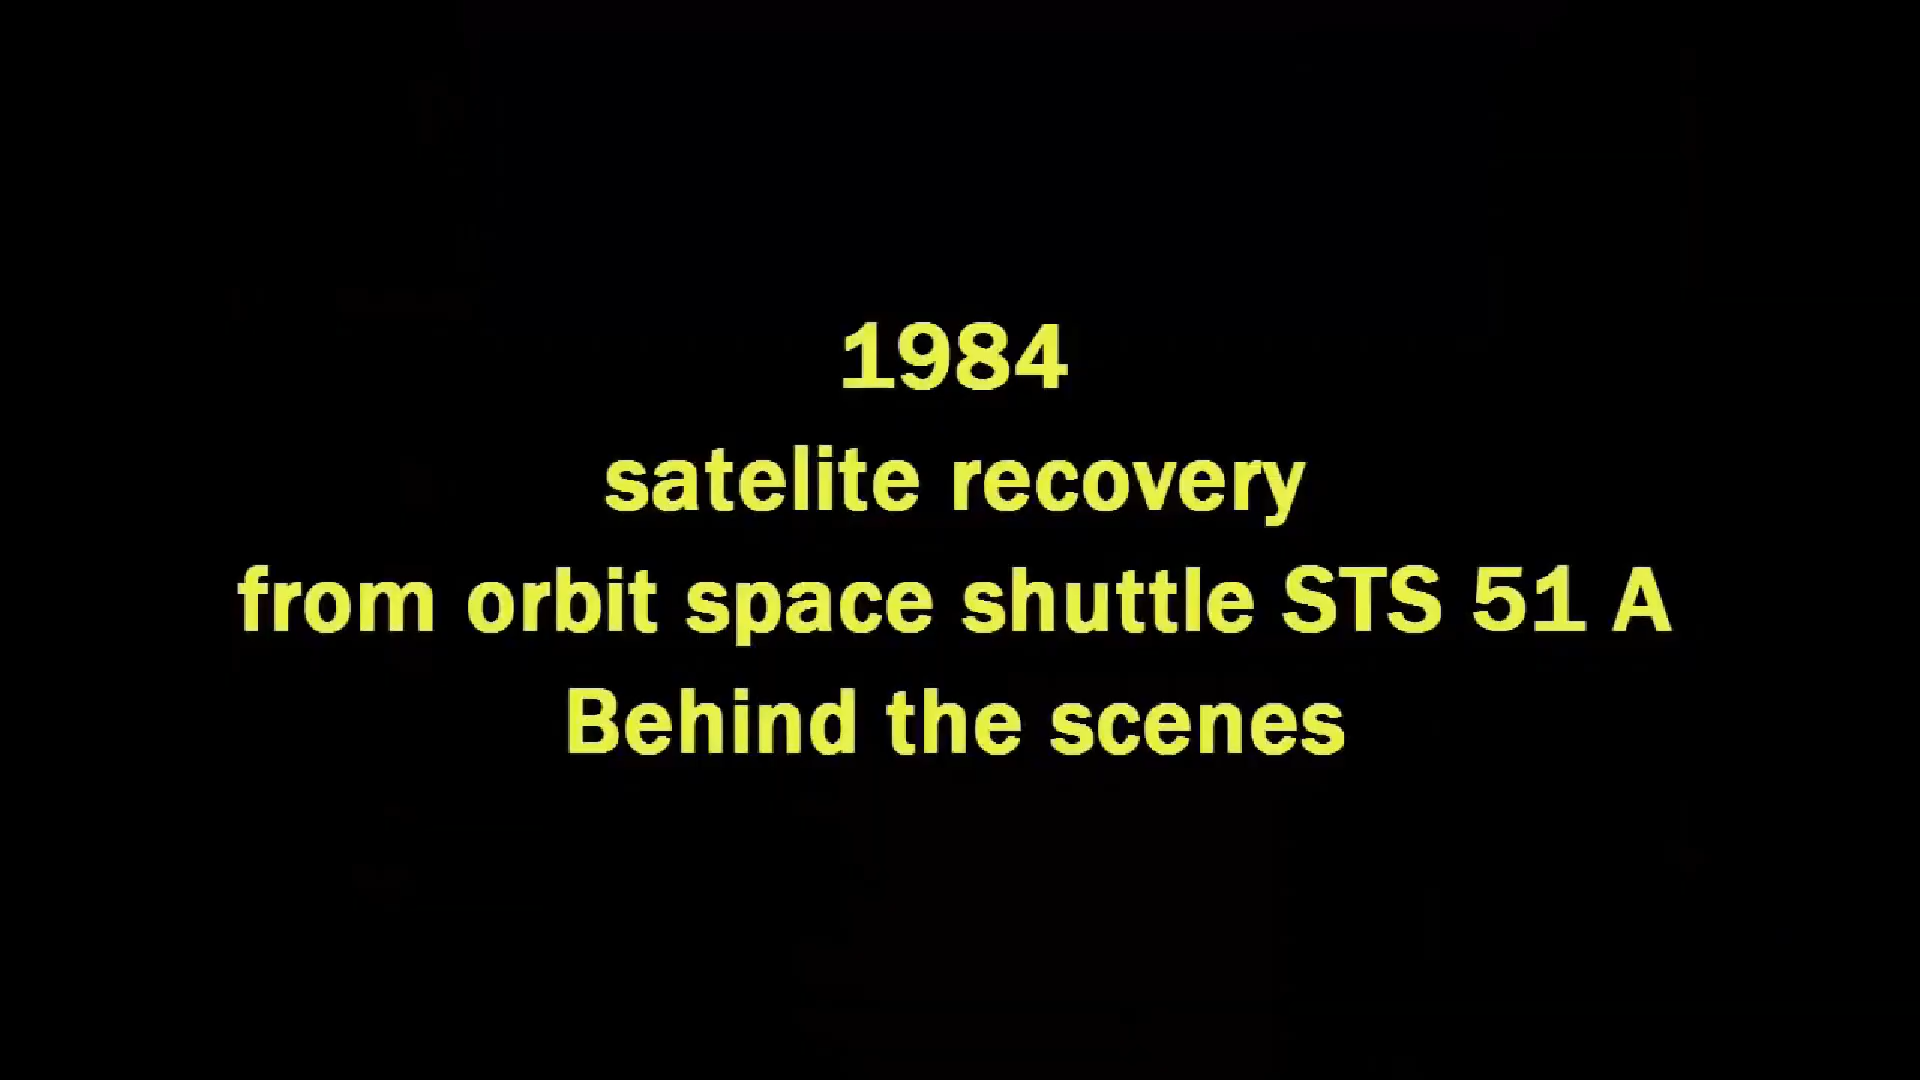 1984
satelite recovery
from orbit space shuttle STS 51 A
Behind the scenes